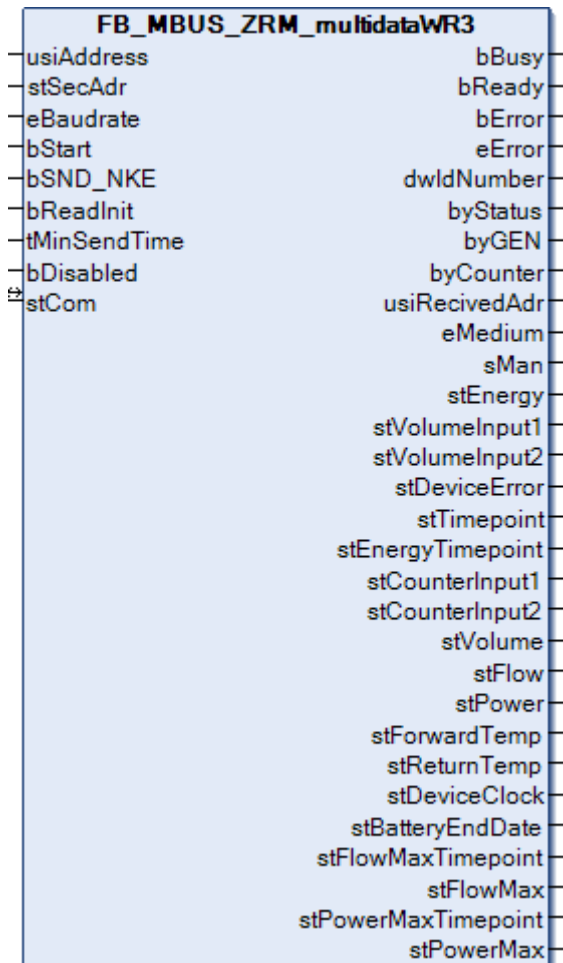 FB_MBUS_ZRM_multidataWR3
usiAddress bBusy
stSecAdr bReady
eBaudrate bError
bStart eError
bSND_NKE dwIdNumber
bReadInit byStatus
tMinSendTime byGEN
bDisabled byCounter
stCom usiRecivedAdr
eMedium
sMan
stEnergy
stVolumeInput1
stVolumeInput2
stDeviceError
stTimepoint
stEnergyTimepoint
stCounterInput1
stCounterInput2
stVolume
stFlow
stPower
stForwardTemp
stReturnTemp
stDeviceClock
stBatteryEndDate
stFlowMaxTimepoint
stFlowMax
stPowerMaxTimepoint
stPowerMax